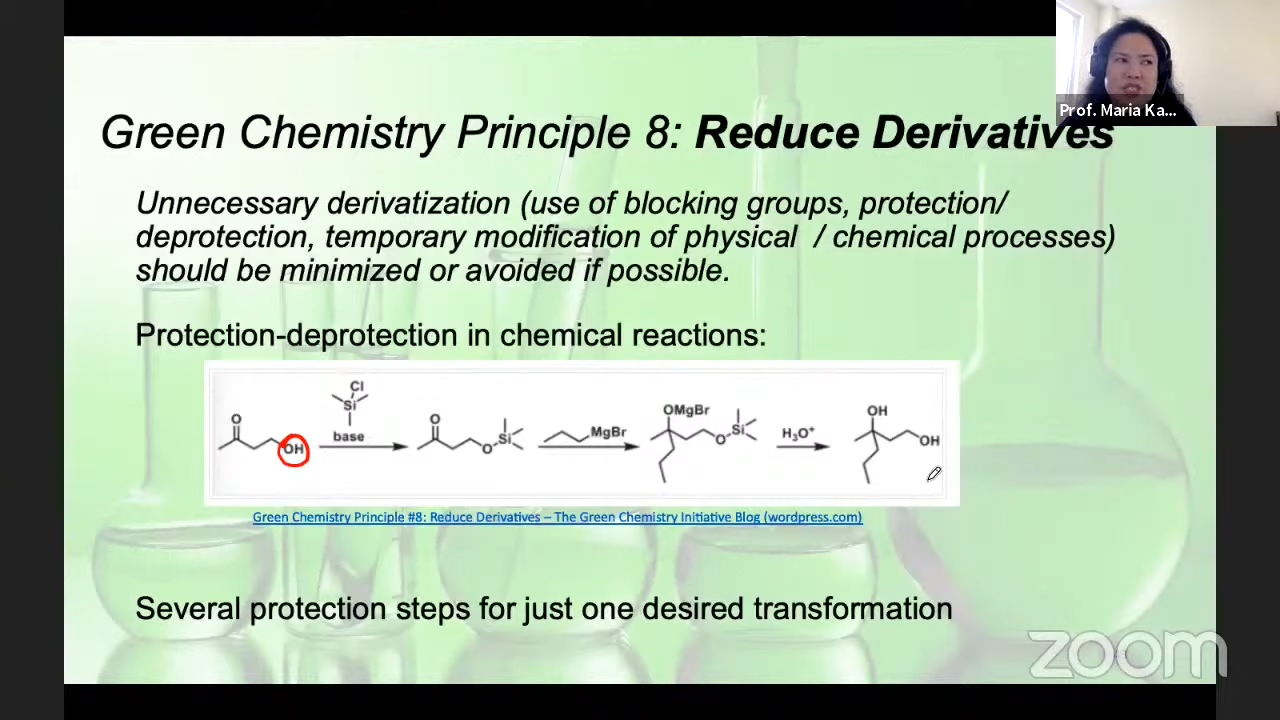 Prof. Maria Ka...
Green Chemistry Principle 8: Reduce Derivatives
Unnecessary derivatization (use of blocking groups, protection/
deprotection, temporary modification of physical / chemical processes)
should be minimized or avoided if possible.
Protection-deprotection in chemical reactions:
Cl
Si
base
O
OH
O
O
Si
MgBr
OMgBr
O
Si
H₃O⁺
OH
OH
Green Chemistry Principle #8: Reduce Derivatives – The Green Chemistry Initiative Blog (wordpress.com)
Several protection steps for just one desired transformation
zoom